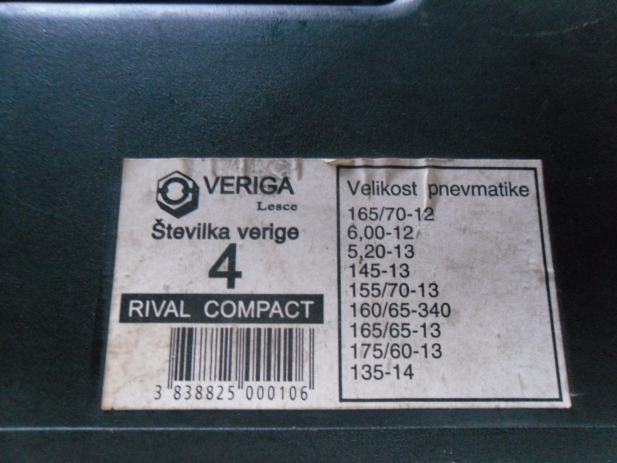 VERIGA
Lesce
Številka verige
4
RIVAL COMPACT
3 838825 000106
Velikost pnevmatike
165/70-12
6,00-12
5,20-13
145-13
155/70-13
160/65-340
165/65-13
175/60-13
135-14